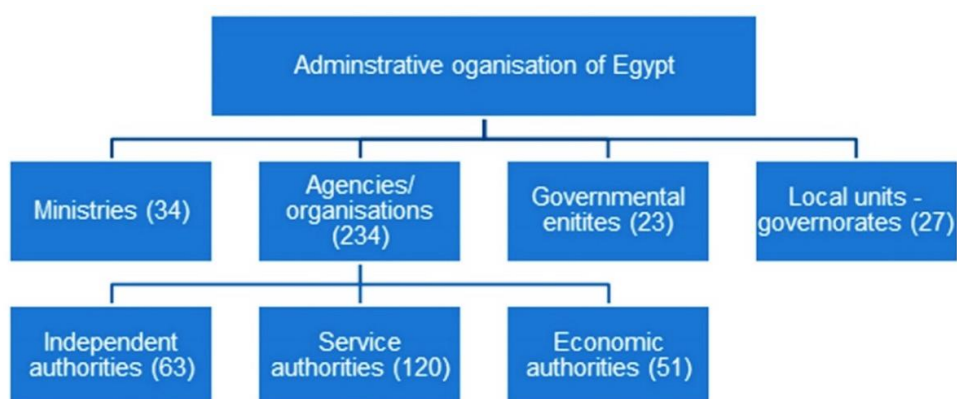 Adminstrative oganisation of Egypt
Ministries (34)
Agencies/
organisations
(234)
Governmental
enitites (23)
Local units -
governorates (27)
Independent
authorities (63)
Service
authorities (120)
Economic
authorities (51)